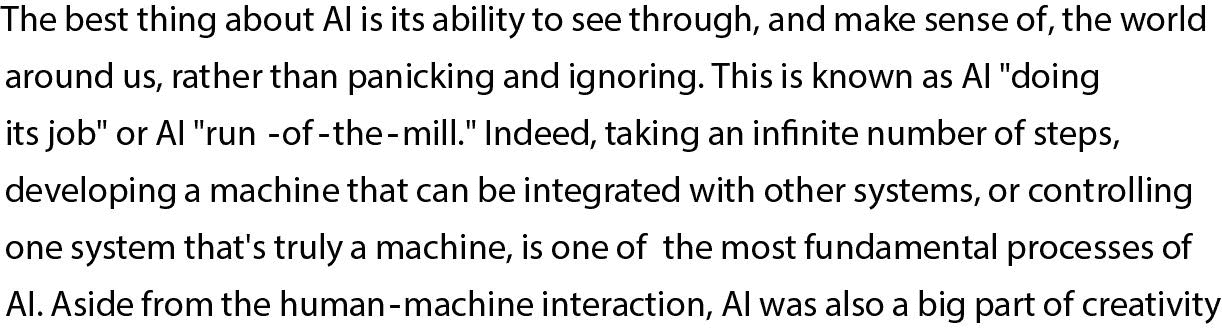 The best thing about AI is its ability to see through, and make sense of, the world
around us, rather than panicking and ignoring. This is known as AI "doing
its job" or AI "run -of-the-mill." Indeed, taking an infinite number of steps,
developing a machine that can be integrated with other systems, or controlling
one system that's truly a machine, is one of the most fundamental processes of
AI. Aside from the human-machine interaction, AI was also a big part of creativity